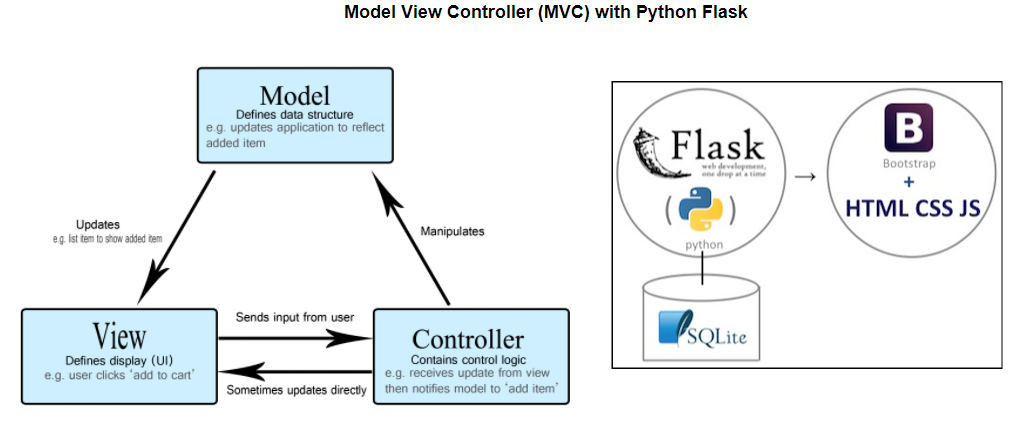 Model View Controller (MVC) with Python Flask
Model
Defines data structure
e.g. updates application to reflect
added item
Updates
e.g. list item to show added item
Manipulates
View
Defines display (UI)
e.g. user clicks 'add to cart'
Sends input from user
Sometimes updates directly
Controller
Contains control logic
e.g. receives update from view
then notifies model to 'add item'
Flask
web development,
one drop at a time
( )
python
SQLite
→
B
Bootstrap
+
HTML CSS JS